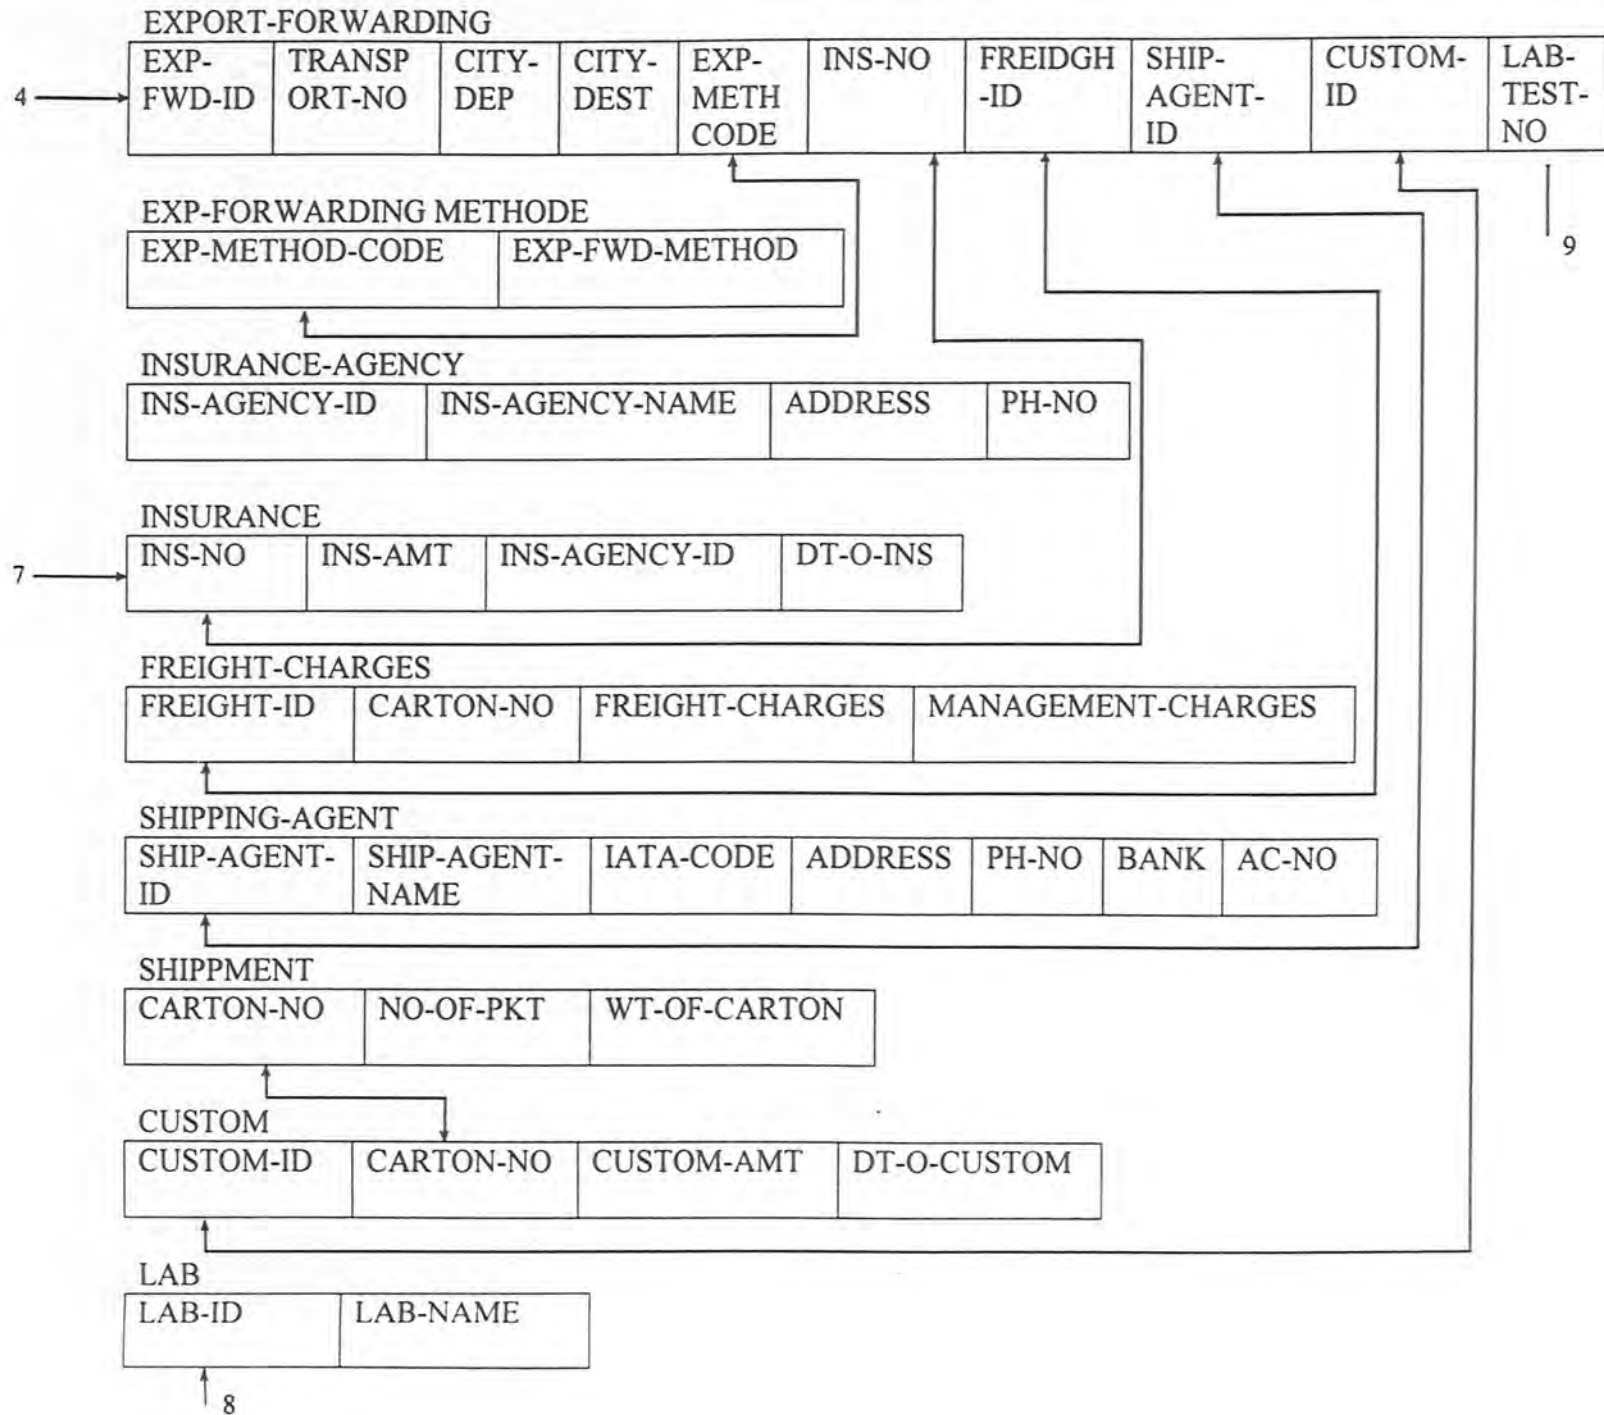 EXPORT-FORWARDING
EXP-FWD-ID TRANSPORT-NO CITY-DEP CITY-DEST EXP-METH CODE INS-NO FREIDGH-ID SHIP-AGENT-ID CUSTOM-ID LAB-TEST-NO
4
9
EXP-FORWARDING METHODE
EXP-METHOD-CODE EXP-FWD-METHOD
INSURANCE-AGENCY
INS-AGENCY-ID INS-AGENCY-NAME ADDRESS PH-NO
INSURANCE
INS-NO INS-AMT INS-AGENCY-ID DT-O-INS
7
FREIGHT-CHARGES
FREIGHT-ID CARTON-NO FREIGHT-CHARGES MANAGEMENT-CHARGES
SHIPPING-AGENT
SHIP-AGENT-ID SHIP-AGENT-NAME IATA-CODE ADDRESS PH-NO BANK AC-NO
SHIPPMENT
CARTON-NO NO-OF-PKT WT-OF-CARTON
CUSTOM
CUSTOM-ID CARTON-NO CUSTOM-AMT DT-O-CUSTOM
LAB
LAB-ID LAB-NAME
8